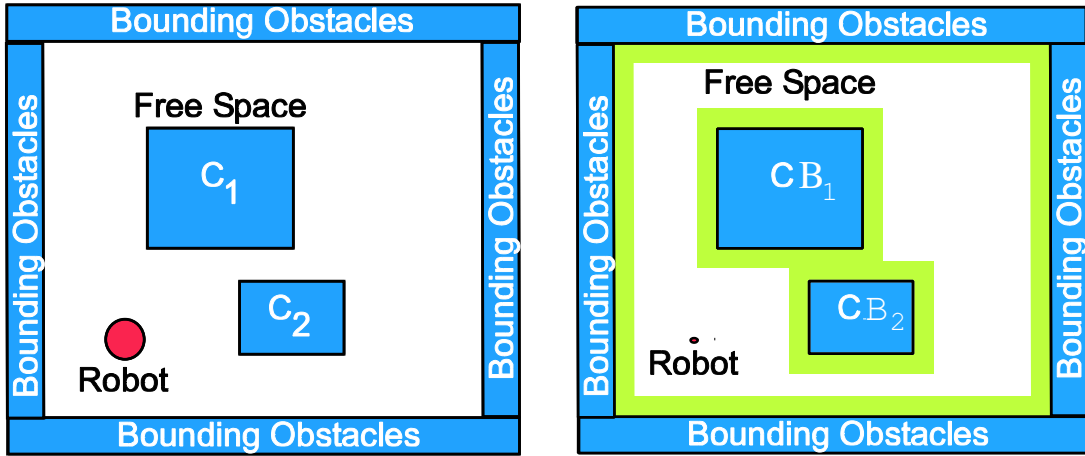 Bounding Obstacles
Bounding Obstacles
Free Space
C₁
C₂
Robot
Bounding Obstacles
Bounding Obstacles
Bounding Obstacles
Bounding Obstacles
Free Space
CB₁
CB₂
Robot
Bounding Obstacles
Bounding Obstacles